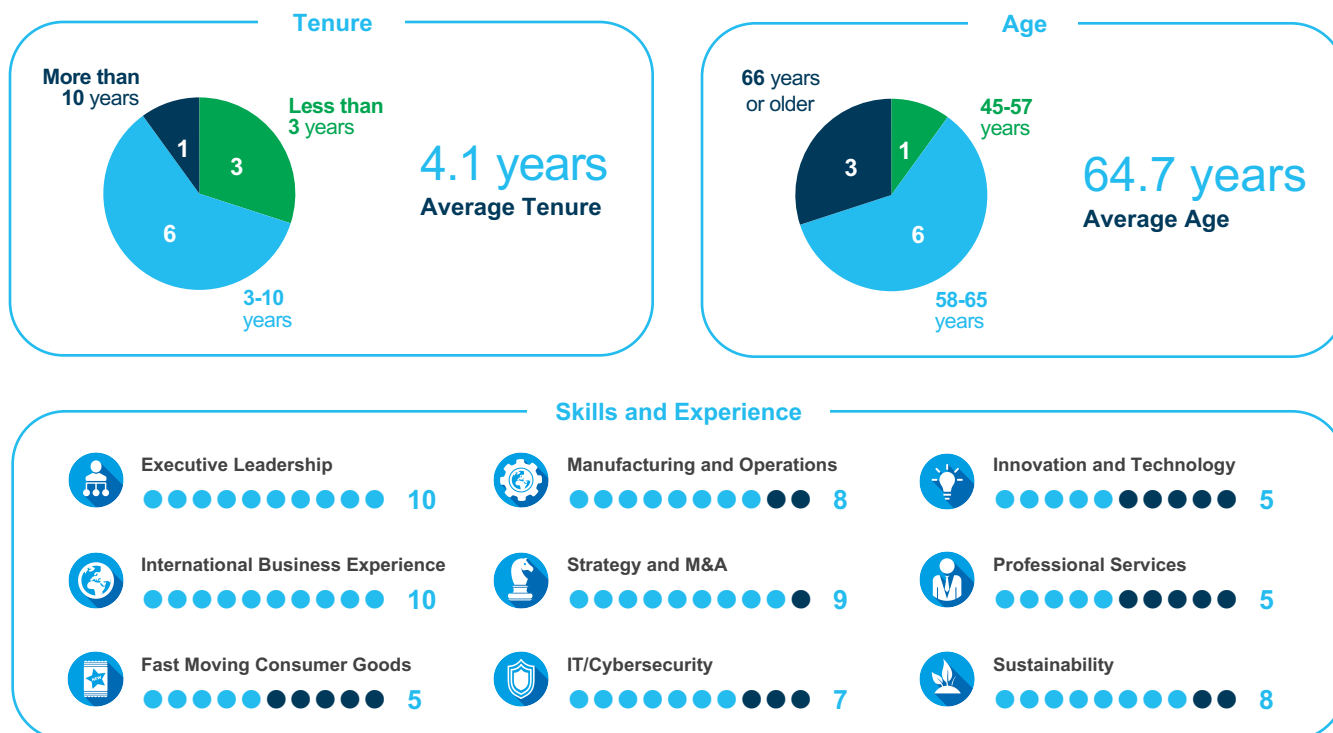 Tenure
More than
10 years
1
Less than
3 years
3
6
3-10
years
4.1 years
Average Tenure
Age
66 years
or older
3
1
45-57
years
6
58-65
years
64.7 years
Average Age
Skills and Experience
Executive Leadership
10
Manufacturing and Operations
8
Innovation and Technology
5
International Business Experience
10
Strategy and M&A
9
Professional Services
5
Fast Moving Consumer Goods
5
IT/Cybersecurity
7
Sustainability
8